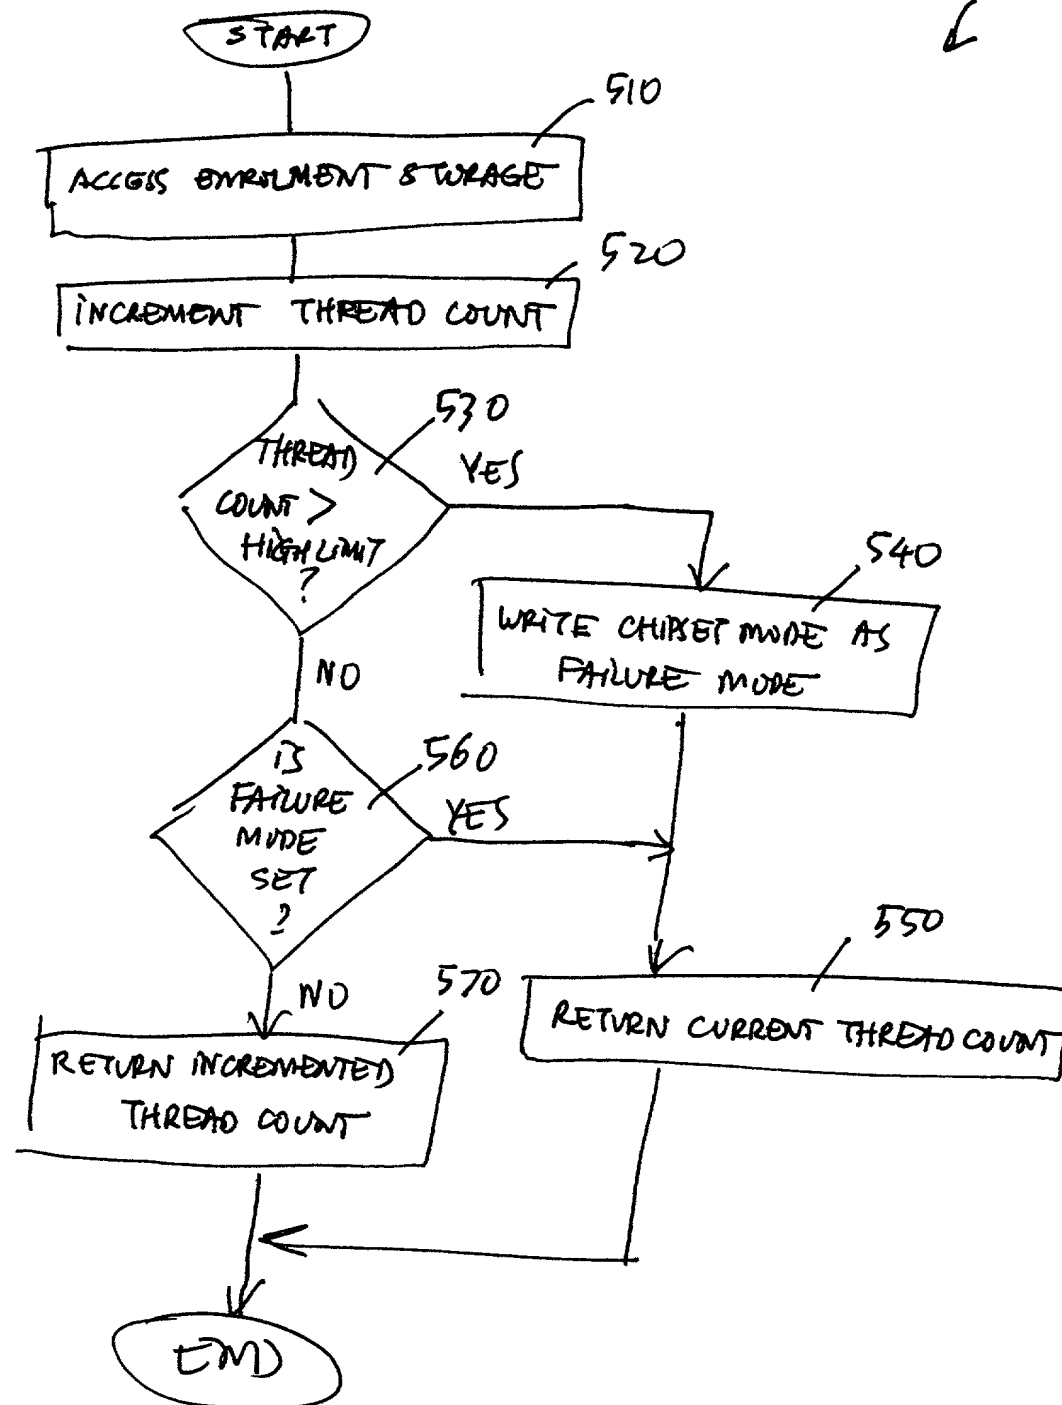 START
510
ACCESS ENROLMENT STORAGE
520
INCREMENT THREAD COUNT
530
THREAD
COUNT >
HIGH LIMIT
?
YES
540
WRITE CHIPSET MODE AS
FAILURE MODE
NO
560
IS
FAILURE
MODE
SET
?
YES
550
RETURN CURRENT THREAD COUNT
NO
570
RETURN INCREMENTED
THREAD COUNT
END